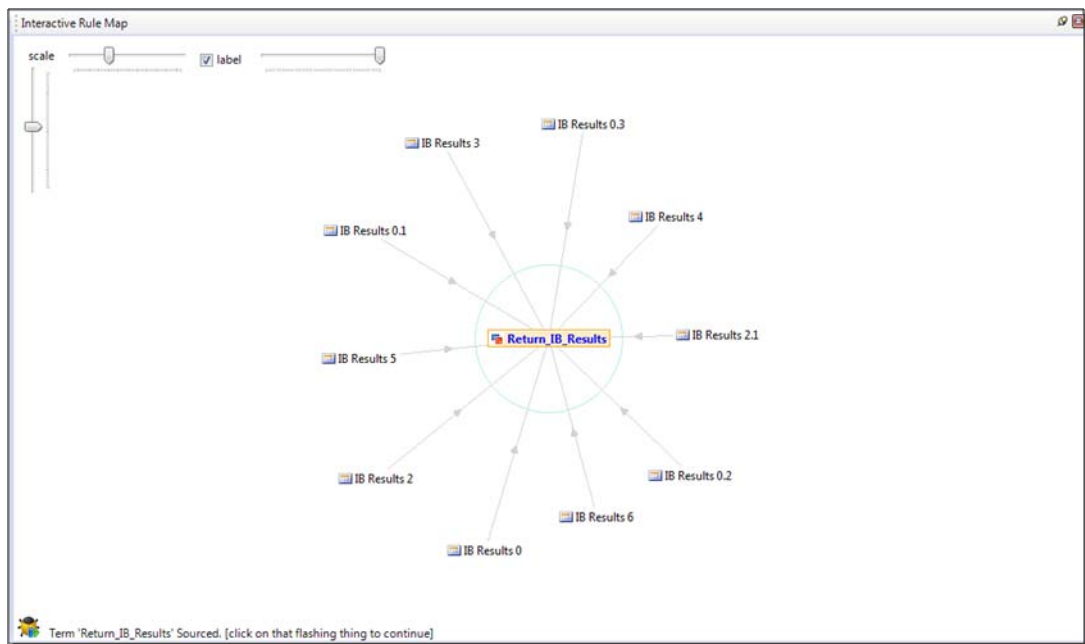 Interactive Rule Map
scale
label
IB Results 0.3
IB Results 3
IB Results 4
IB Results 0.1
Return_IB_Results
IB Results 2.1
IB Results 5
IB Results 2
IB Results 0.2
IB Results 6
IB Results 0
Term 'Return_IB_Results' Sourced. [click on that flashing thing to continue]